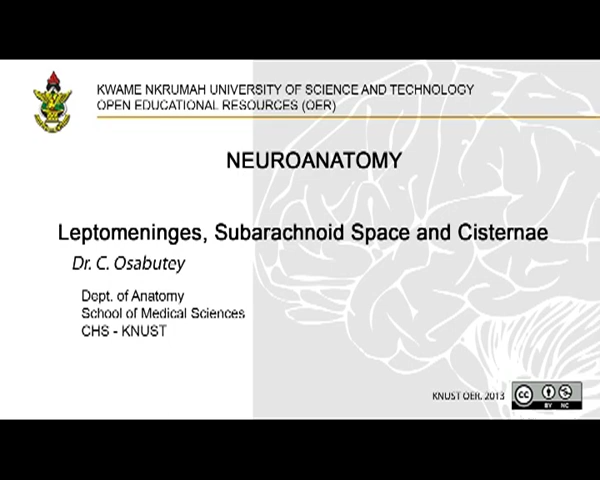 KWAME NKRUMAH UNIVERSITY OF SCIENCE AND TECHNOLOGY
OPEN EDUCATIONAL RESOURCES (OER)
NEUROANATOMY
Leptomeninges, Subarachnoid Space and Cisternae
Dr. C. Osabutey
Dept. of Anatomy
School of Medical Sciences
CHS - KNUST
KNUST OER. 2013
cc
BY NC